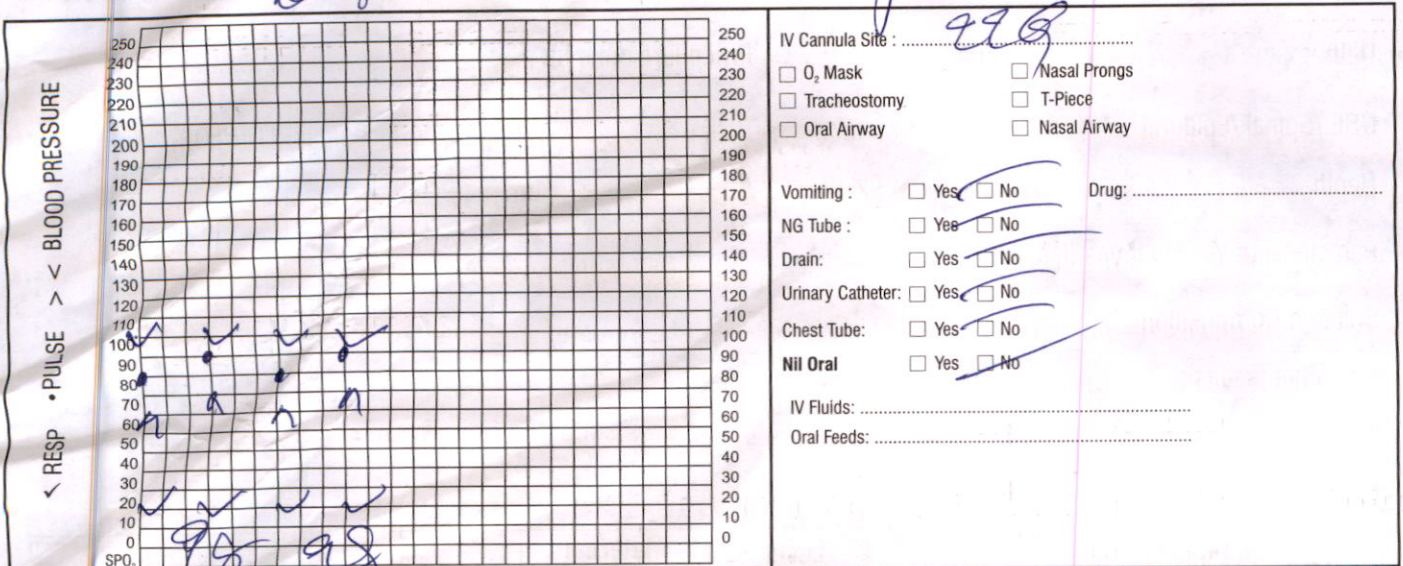 < RESP • PULSE > < BLOOD PRESSURE
250 250
240 240
230 230
220 220
210 210
200 200
190 190
180 180
170 170
160 160
150 150
140 140
130 130
120 120
110 110
100 100
90 90
80 80
70 70
60 60
50 50
40 40
30 30
20 20
10 10
0 0
SPO₂ 98 98
IV Cannula Site :
☐ O₂ Mask ☐ Nasal Prongs
☐ Tracheostomy ☐ T-Piece
☐ Oral Airway ☐ Nasal Airway
Vomiting : ☐ Yes ☐ No Drug:
NG Tube : ☐ Yes ☐ No
Drain: ☐ Yes ☐ No
Urinary Catheter: ☐ Yes ☐ No
Chest Tube: ☐ Yes ☐ No
Nil Oral ☐ Yes ☐ No
IV Fluids:
Oral Feeds: